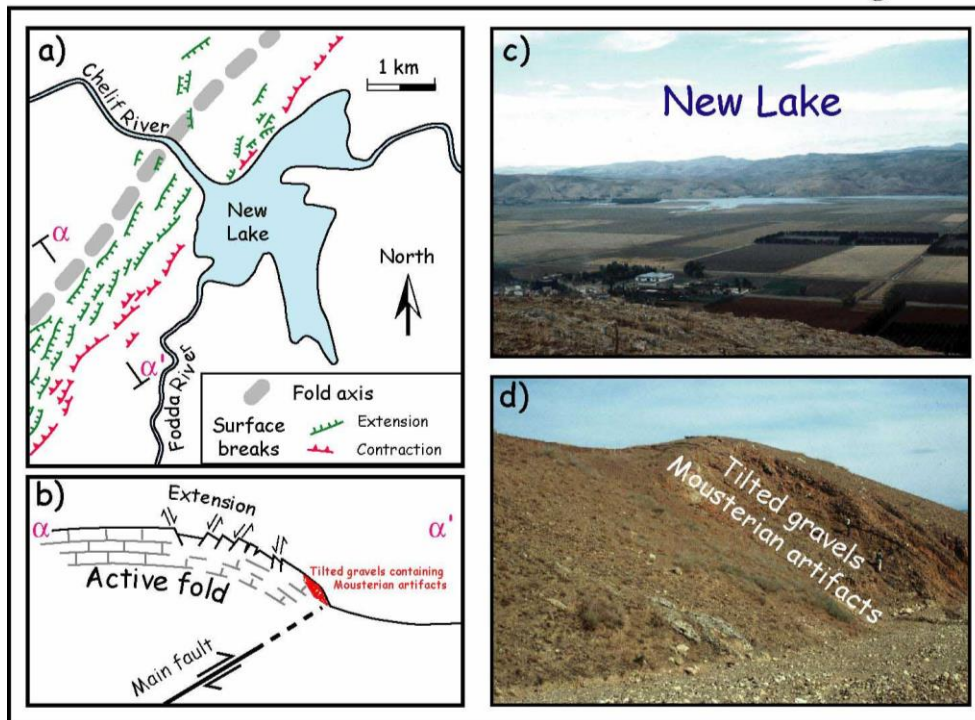 a)
Chelif River
1 km
α
New
Lake
North
α'
Fodda River
Fold axis
Surface
breaks
Extension
Contraction
b)
Extension
α
α'
Tilted gravels containing
Mousterian artifacts
Active fold
Main fault
c)
New Lake
d)
Tilted gravels
Mousterian artifacts